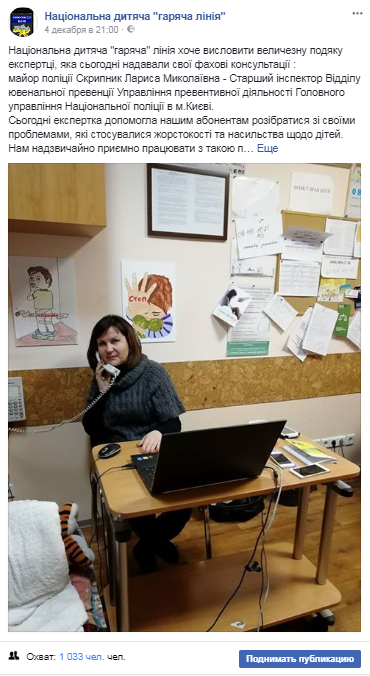 Національна дитяча "гаряча лінія"
4 декабря в 21:00
Національна дитяча "гаряча" лінія хоче висловити величезну подяку
експертці, яка сьогодні надавали свої фахові консультації :
майор поліції Скрипник Лариса Миколаївна - Старший інспектор Відділу
ювенальної превенції Управління превентивної діяльності Головного
управління Національної поліції в м.Києві.
Сьогодні експертка допомогла нашим абонентам розібратися зі своїми
проблемами, які стосувалися жорстокості та насильства щодо дітей.
Нам надзвичайно приємно працювати з такою п… Еще
Стоп
Охват: 1 033 чел. чел.
Поднимать публикацию